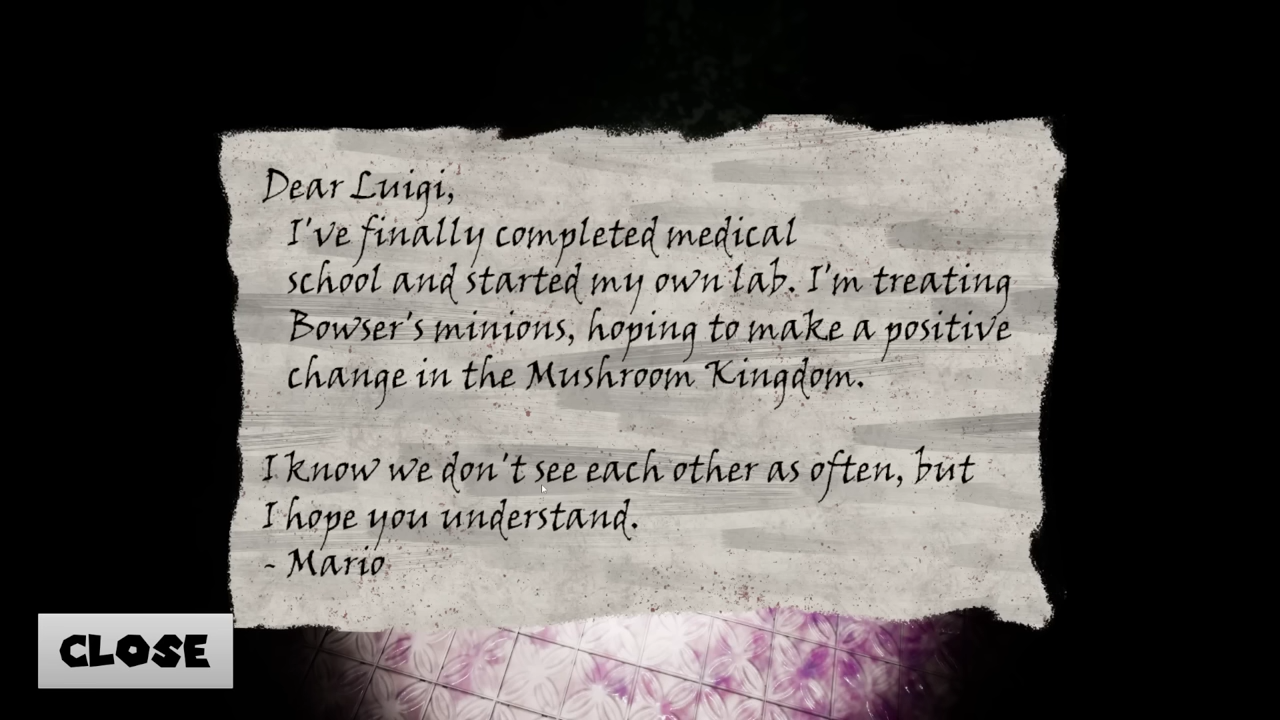 Dear Luigi,
I've finally completed medical
school and started my own lab. I'm treating
Bowser's minions, hoping to make a positive
change in the Mushroom Kingdom.
I know we don't see each other as often, but
I hope you understand.
- Mario
CLOSE